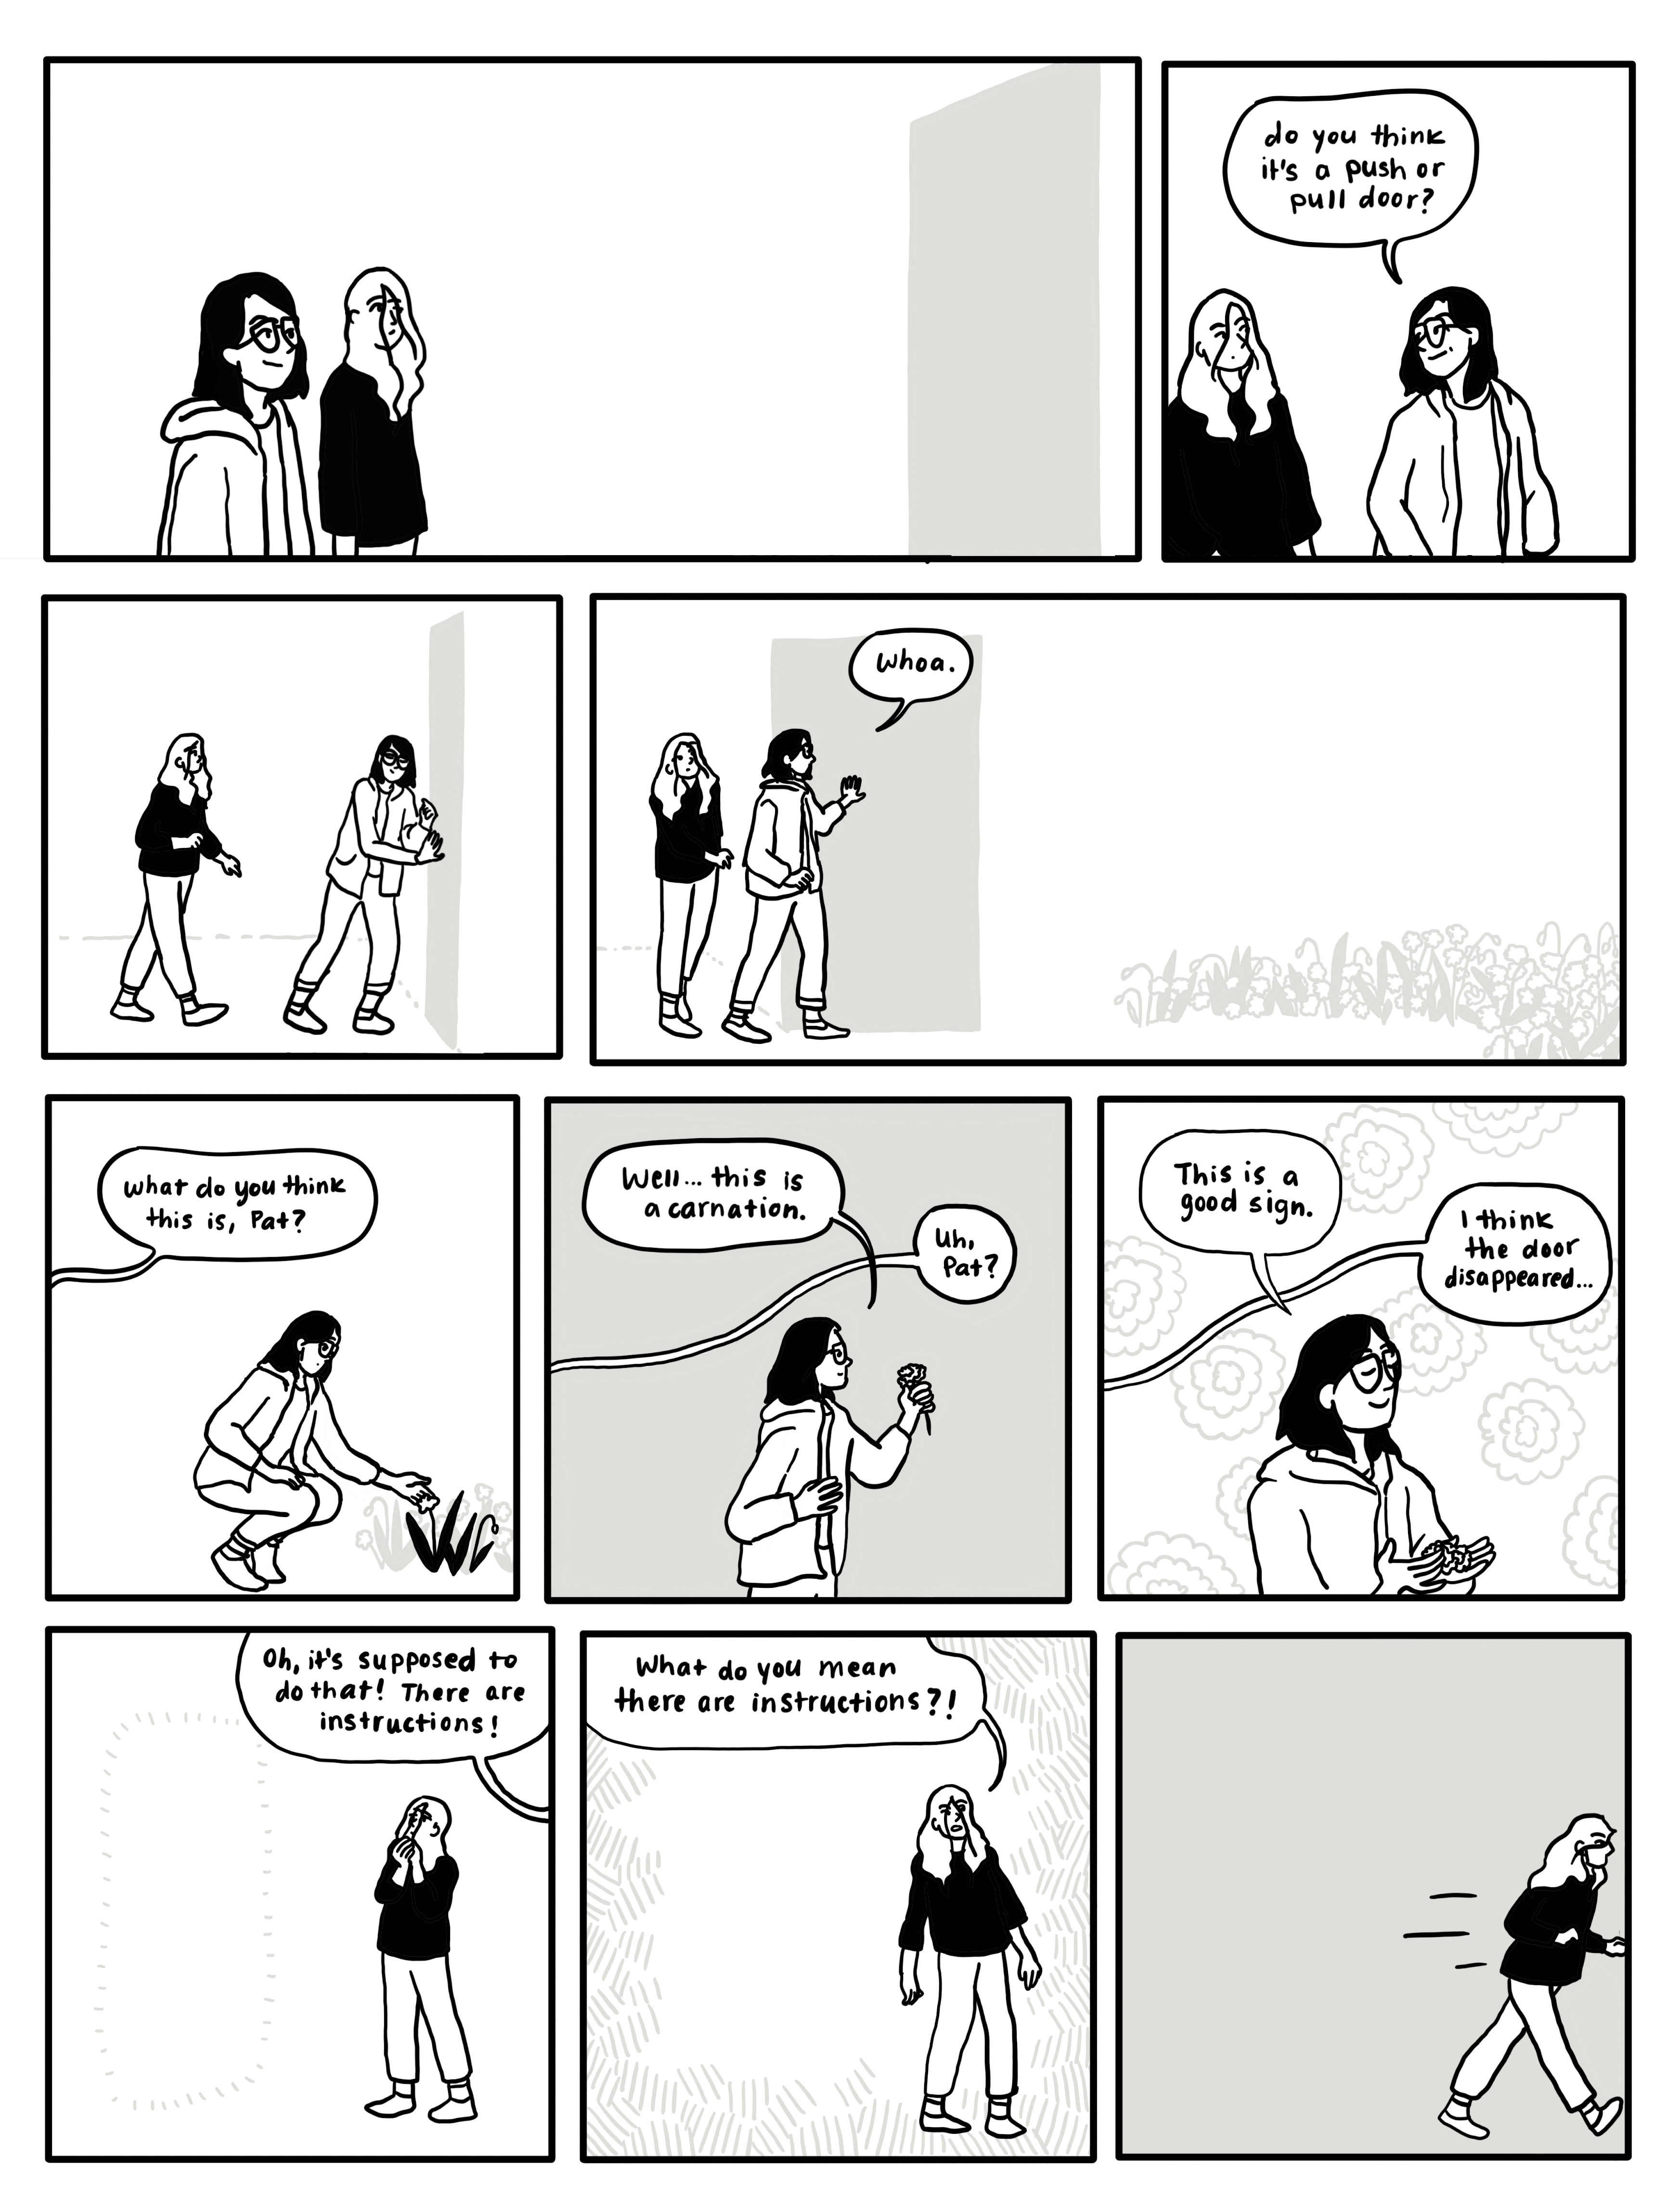 do you think
it's a push or
pull door?
Whoa.
What do you think
this is, Pat?
Well... this is
a carnation.
Uh,
Pat?
This is a
good sign.
I think
the door
disappeared...
Oh, it's supposed to
do that! There are
instructions!
What do you mean
there are instructions?!